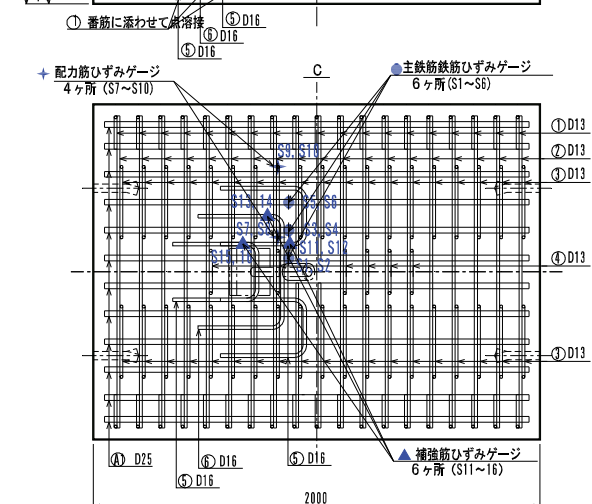 ① 番筋に添わせて点溶接
⑤ D16
⑥ D16
⑤ D16
配力筋ひずみゲージ
4ヶ所(S7~S10)
C
主鉄筋鉄筋ひずみゲージ
6ヶ所(S1~S6)
① D13
② D13
③ D13
④ D13
③ D13
S9, S10
S13, 14
S5, S6
S7, S8
S3, S4
S11, S12
S15, 16
S1, S2
Ⓐ D25
⑤ D16
⑥ D16
⑤ D16
補強筋ひずみゲージ
6ヶ所(S11~16)
2000